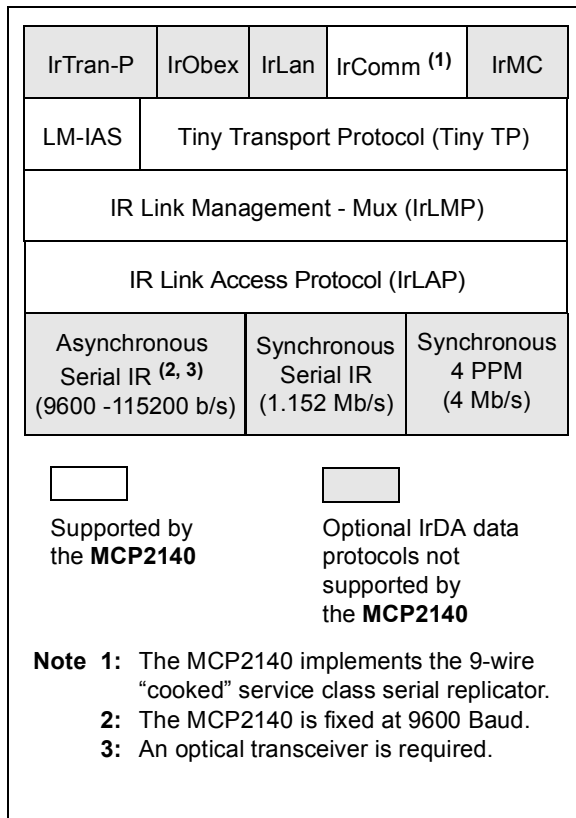 IrTran-P IrObex IrLan IrComm (1) IrMC
LM-IAS Tiny Transport Protocol (Tiny TP)
IR Link Management - Mux (IrLMP)
IR Link Access Protocol (IrLAP)
Asynchronous
Serial IR (2, 3)
(9600 -115200 b/s)
Synchronous
Serial IR
(1.152 Mb/s)
Synchronous
4 PPM
(4 Mb/s)
Supported by
the MCP2140
Optional IrDA data
protocols not
supported by
the MCP2140
Note 1: The MCP2140 implements the 9-wire
“cooked” service class serial replicator.
2: The MCP2140 is fixed at 9600 Baud.
3: An optical transceiver is required.